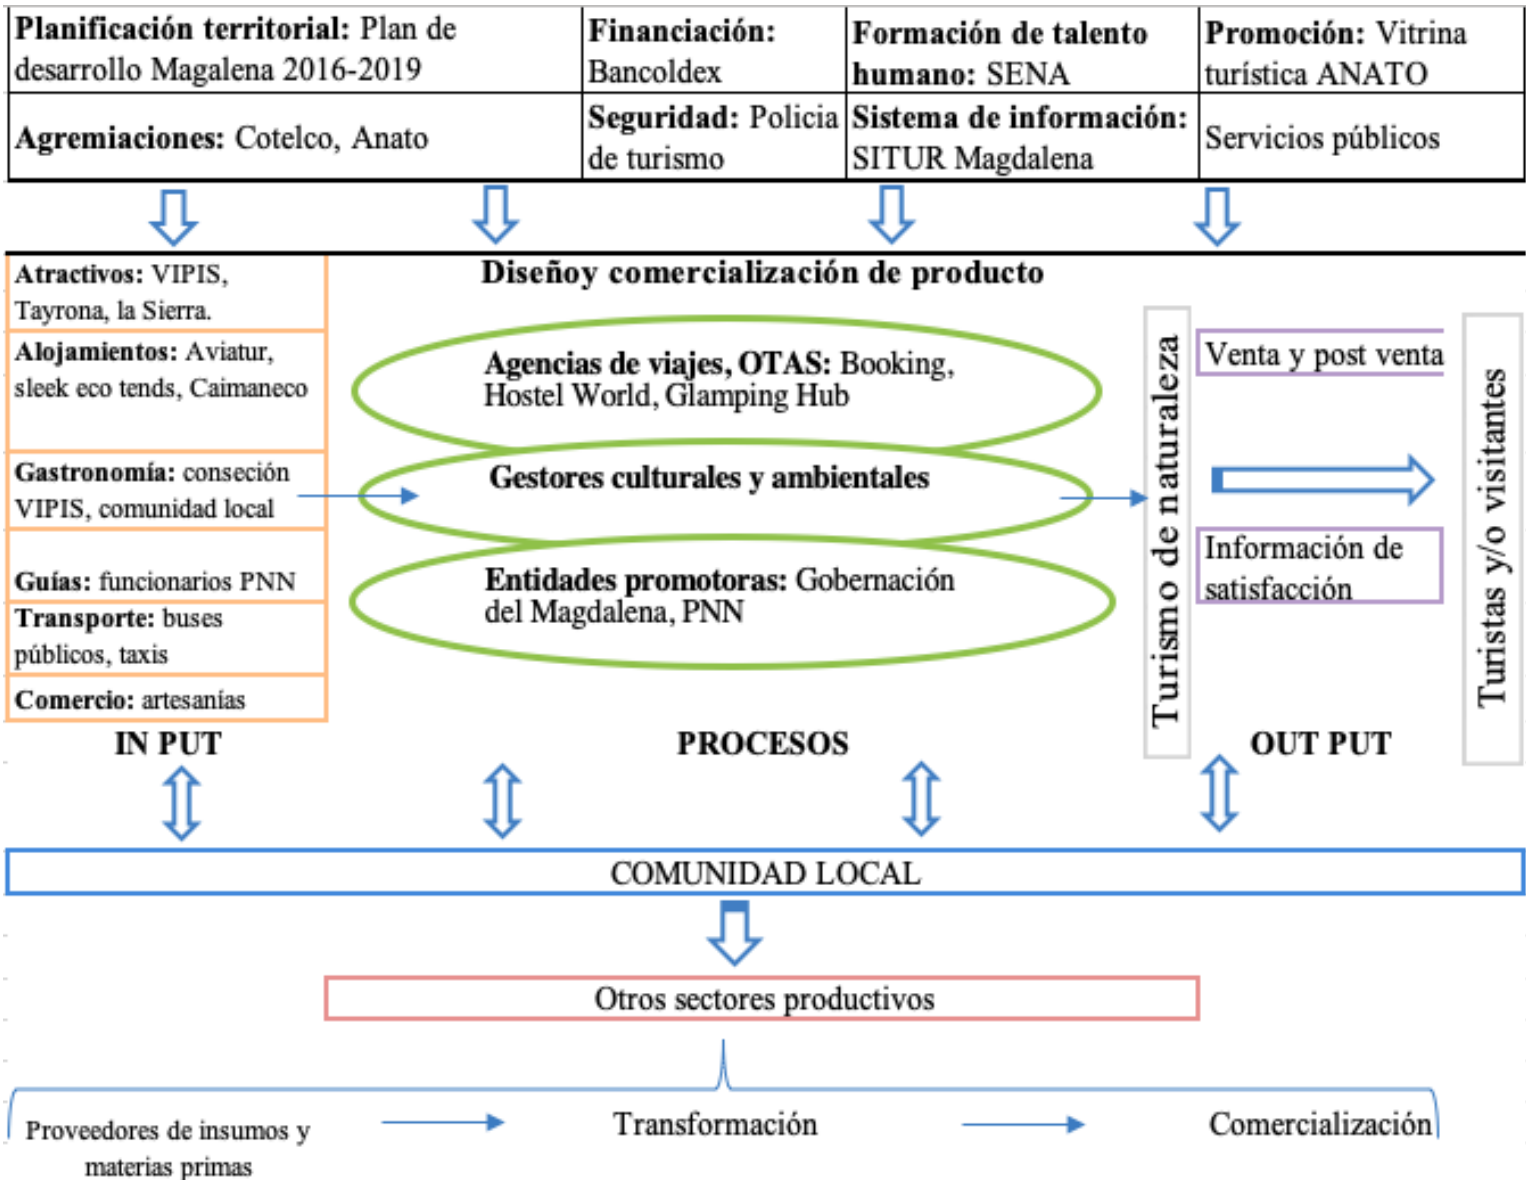 Planificación territorial: Plan de
desarrollo Magalena 2016-2019
Financiación:
Bancoldex
Formación de talento
humano: SENA
Promoción: Vitrina
turística ANATO
Agremiaciones: Cotelco, Anato
Seguridad: Policia
de turismo
Sistema de información:
SITUR Magdalena
Servicios públicos
Atractivos: VIPIS,
Tayrona, la Sierra.
Alojamientos: Aviatur,
sleek eco tends, Caimaneco
Gastronomía: conseción
VIPIS, comunidad local
Guías: funcionarios PNN
Transporte: buses
públicos, taxis
Comercio: artesanías
IN PUT
Diseñoy comercialización de producto
Agencias de viajes, OTAS: Booking,
Hostel World, Glamping Hub
Gestores culturales y ambientales
Entidades promotoras: Gobernación
del Magdalena, PNN
PROCESOS
Turismo de naturaleza
Venta y post venta
Información de
satisfacción
OUT PUT
Turistas y/o visitantes
COMUNIDAD LOCAL
Otros sectores productivos
Proveedores de insumos y
materias primas
Transformación
Comercialización